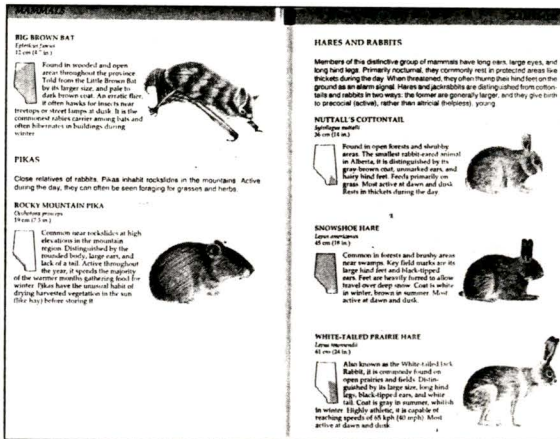 MAMMALS
BIG BROWN BAT
Eptesicus fuscus
12 cm (4.7 in.)
Found in wooded and open
areas throughout the province.
Told from the Little Brown Bat
by its larger size, and pale to
dark brown coat. An erratic flier,
it often hawks for insects near
treetops or street lamps at dusk. It is the
commonest rabies carrier among bats and
often hibernates in buildings during
winter.
PIKAS
Close relatives of rabbits, Pikas inhabit rockslides in the mountains. Active
during the day, they can often be seen foraging for grasses and herbs.
ROCKY MOUNTAIN PIKA
Ochotona princeps
19 cm (7.5 in.)
Common near rockslides at high
elevations in the mountain
region. Distinguished by its
rounded body, large ears, and
lack of a tail. Active throughout
the year, it spends the majority
of the warmer months gathering food for
winter. Pikas have the unusual habit of
drying harvested vegetation in the sun
(like hay) before storing it.
HARES AND RABBITS
Members of this distinctive group of mammals have long ears, large eyes, and
long hind legs. Primarily nocturnal, they commonly rest in protected areas like
thickets during the day. When threatened, they often thump their hind feet on the
ground as an alarm signal. Hares and jackrabbits are distinguished from cotton-
tails and rabbits in two ways: the former are generally larger, and they give birth
to precocial (active), rather than altricial (helpless), young.
NUTTALL'S COTTONTAIL
Sylvilagus nuttallii
36 cm (14 in.)
Found in open forests and shrubby
areas. The smallest rabbit-eared animal
in Alberta, it is distinguished by its
gray-brown coat, unmarked ears, and
hairy hind feet. Feeds primarily on
grass. Most active at dawn and dusk.
Rests in thickets during the day.
SNOWSHOE HARE
Lepus americanus
45 cm (18 in.)
Common in forests and brushy areas
near swamps. Key field marks are its
large hind feet and black-tipped
ears. Feet are heavily furred to allow
travel over deep snow. Coat is white
in winter, brown in summer. Most
active at dawn and dusk.
WHITE-TAILED PRAIRIE HARE
Lepus townsendii
61 cm (24 in.)
Also known as the White-tailed Jack
Rabbit, it is commonly found on
open prairies and fields. Distin-
guished by its large size, long hind
legs, black-tipped ears, and white
tail. Coat is gray in summer, whitish
in winter. Highly athletic, it is capable of
reaching speeds of 65 kph (40 mph). Most
active at dawn and dusk.